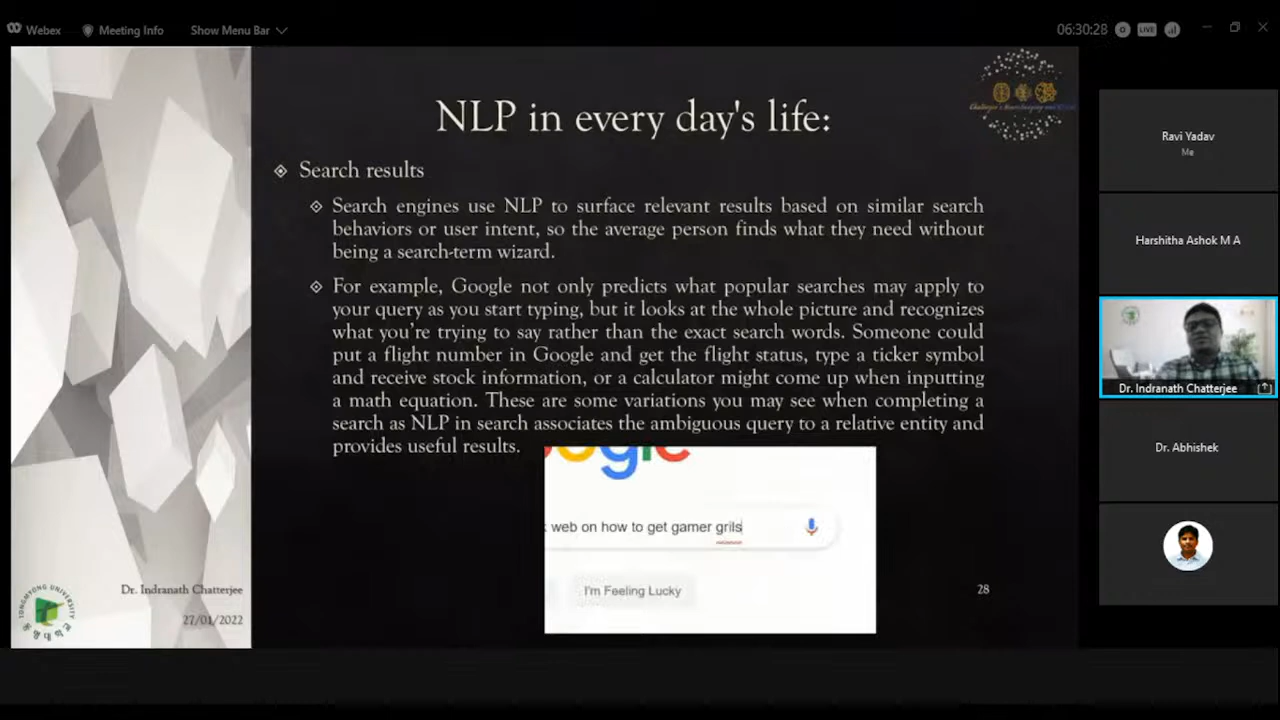 Webex
Meeting Info
Show Menu Bar
06:30:28
LIVE
NLP in every day's life:
Search results
Search engines use NLP to surface relevant results based on similar search
behaviors or user intent, so the average person finds what they need without
being a search-term wizard.
For example, Google not only predicts what popular searches may apply to
your query as you start typing, but it looks at the whole picture and recognizes
what you're trying to say rather than the exact search words. Someone could
put a flight number in Google and get the flight status, type a ticker symbol
and receive stock information, or a calculator might come up when inputting
a math equation. These are some variations you may see when completing a
search as NLP in search associates the ambiguous query to a relative entity and
provides useful results.
web on how to get gamer grils
I'm Feeling Lucky
Dr. Indranath Chatterjee
27/01/2022
28
TONGMYONG UNIVERSITY
동명대학교
Ravi Yadav
Me
Harshitha Ashok M A
Dr. Indranath Chatterjee
Dr. Abhishek